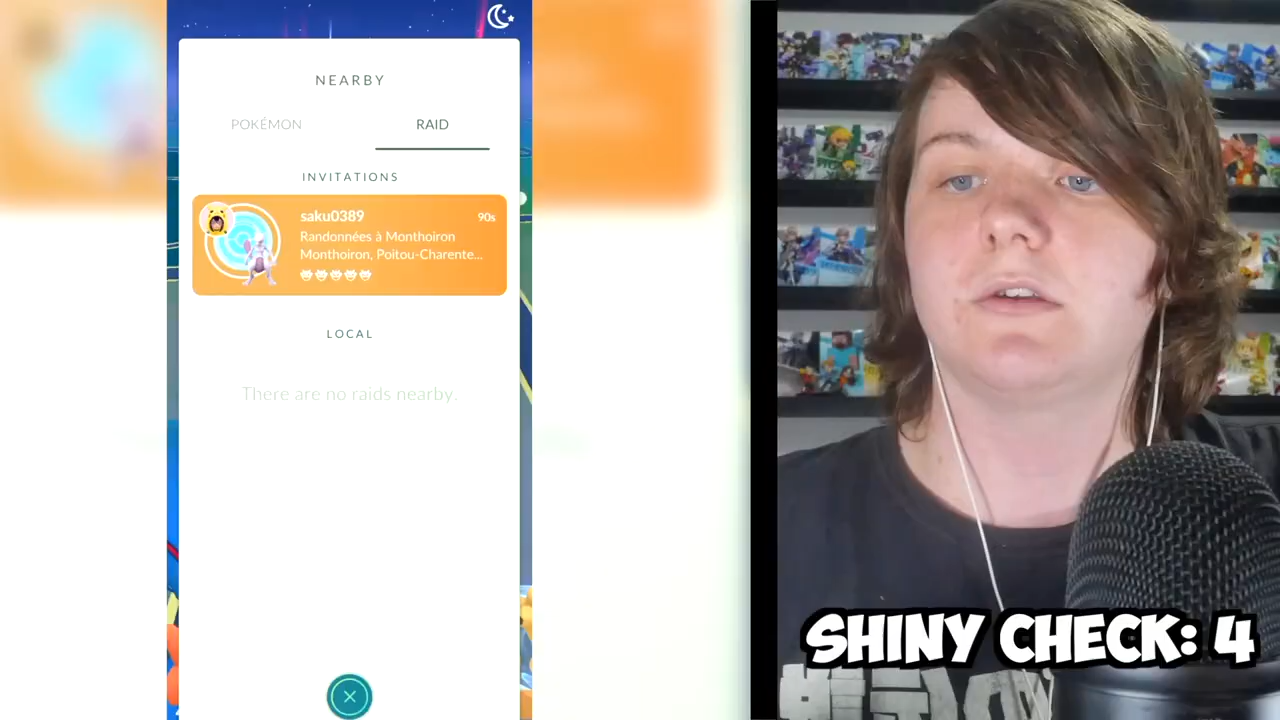 NEARBY
POKÉMON
RAID
INVITATIONS
saku0389
90s
Randonnées à Monthoiron
Monthoiron, Poitou-Charente...
LOCAL
There are no raids nearby.
SHINY CHECK: 4